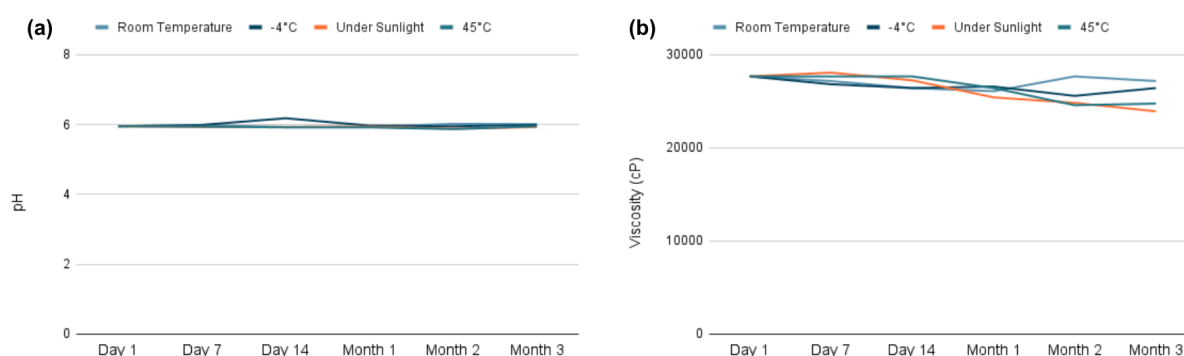 (a)
Room Temperature -4°C Under Sunlight 45°C
8
6
4
2
0
pH
Day 1 Day 7 Day 14 Month 1 Month 2 Month 3
(b)
Room Temperature -4°C Under Sunlight 45°C
30000
20000
10000
0
Viscosity (cP)
Day 1 Day 7 Day 14 Month 1 Month 2 Month 3